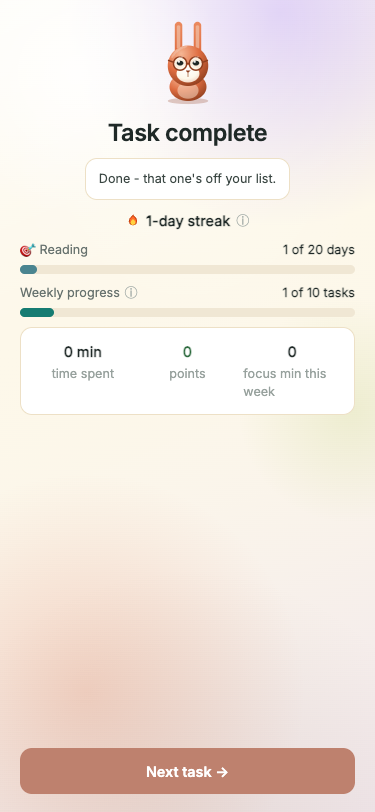 Task complete
Done - that one's off your list.
🔥 1-day streak ⓘ
🎯 Reading 1 of 20 days
Weekly progress ⓘ 1 of 10 tasks
0 min 0 0
time spent points focus min this
week
Next task →